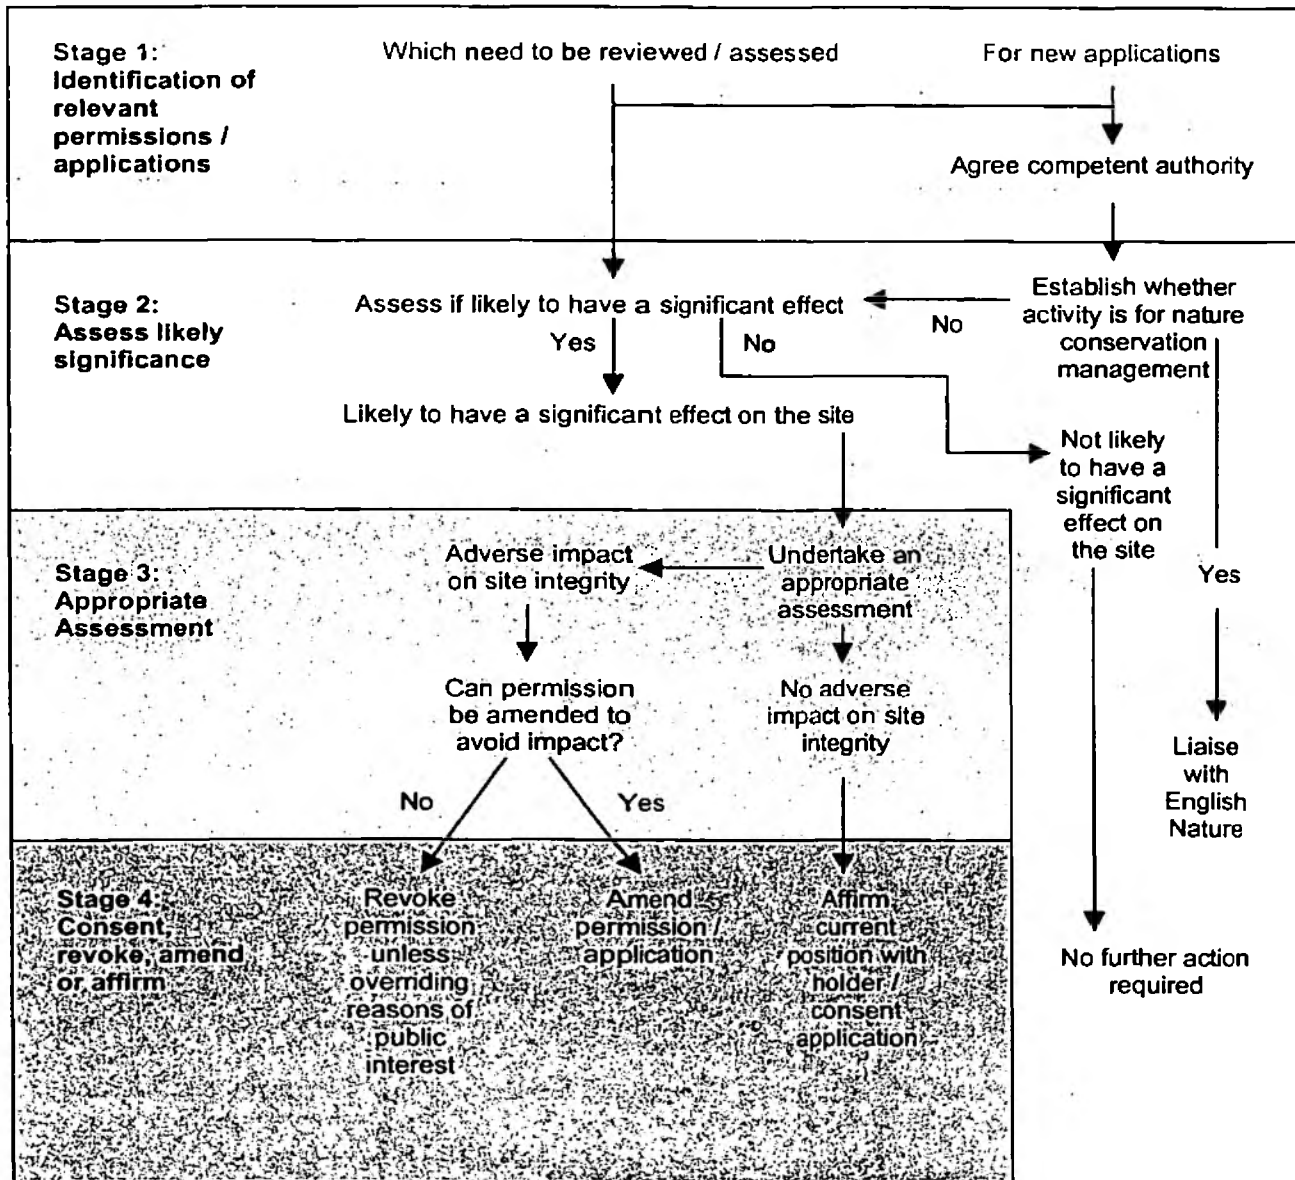 Stage 1:
Identification of
relevant
permissions /
applications
Which need to be reviewed / assessed
For new applications
Agree competent authority
Stage 2:
Assess likely
significance
Assess if likely to have a significant effect
No
Establish whether
activity is for nature
conservation
management
Yes
No
Likely to have a significant effect on the site
Not likely
to have a
significant
effect on
the site
Yes
Liaise
with
English
Nature
No further action
required
Stage 3:
Appropriate
Assessment
Adverse impact
on site integrity
Undertake an
appropriate
assessment
Can permission
be amended to
avoid impact?
No adverse
impact on site
integrity
No
Yes
Stage 4:
Consent,
revoke, amend
or affirm
Revoke
permission
unless
overriding
reasons of
public
interest
Amend
permission /
application
Affirm
current
position with
holder /
consent
application